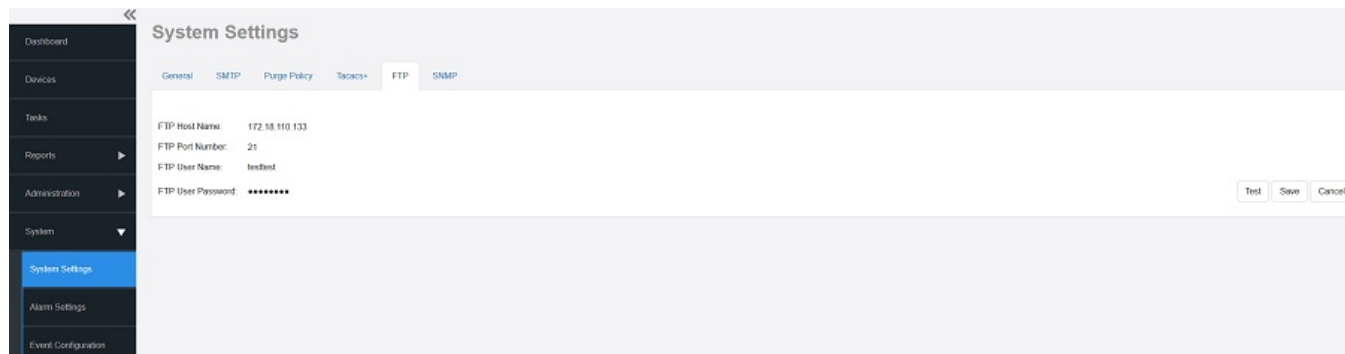 Dashboard
Devices
Tasks
Reports
Administration
System
System Settings
Alarm Settings
Event Configuration
System Settings
General SMTP Purge Policy Tacacs+ FTP SNMP
FTP Host Name: 172.18.110.133
FTP Port Number: 21
FTP User Name: testtest
FTP User Password: ●●●●●●●●
Test Save Cancel